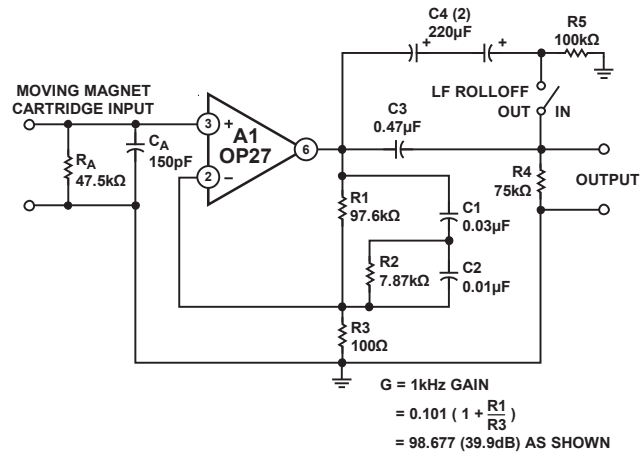 C4 (2)
220µF
+
+
R5
100kΩ
MOVING MAGNET
CARTRIDGE INPUT
LF ROLLOFF
OUT
IN
C3
0.47µF
3
+
A1
OP27
6
2
–
RA
47.5kΩ
CA
150pF
R4
75kΩ
OUTPUT
R1
97.6kΩ
C1
0.03µF
R2
7.87kΩ
C2
0.01µF
R3
100Ω
G = 1kHz GAIN
= 0.101 ( 1 + R1/R3 )
= 98.677 (39.9dB) AS SHOWN